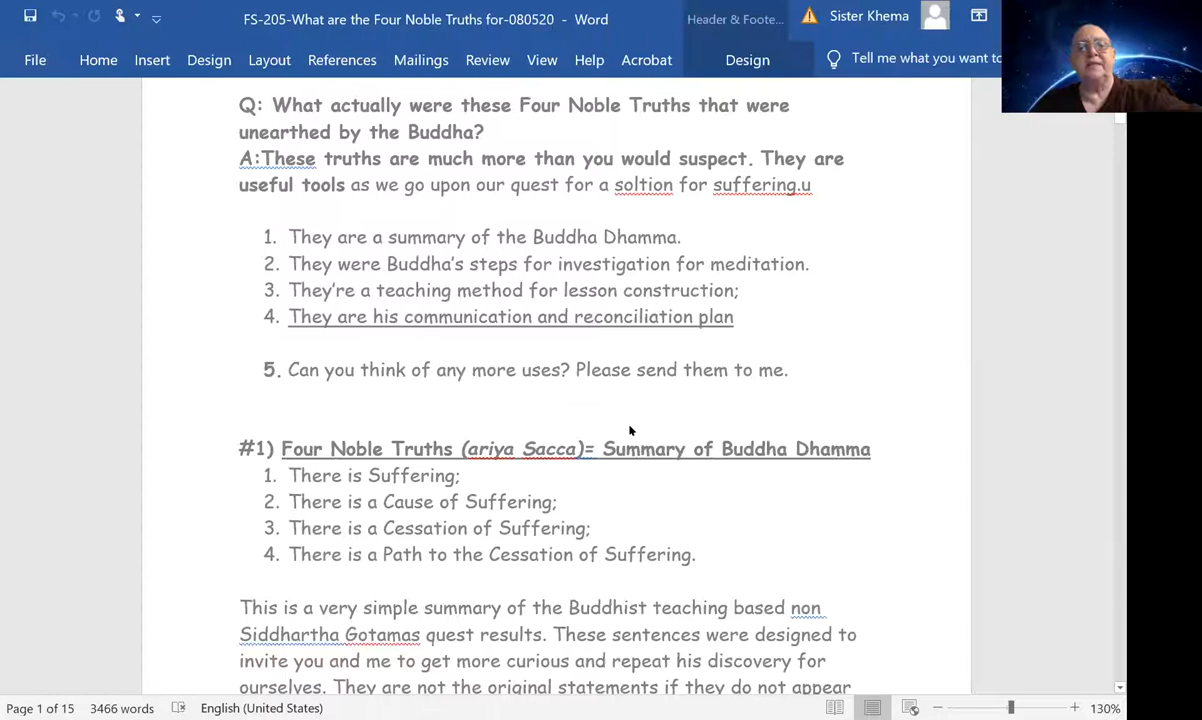 FS-205-What are the Four Noble Truths for-080520 - Word
Header & Foote...
Sister Khema
File Home Insert Design Layout References Mailings Review View Help Acrobat Design Tell me what you want to
Q: What actually were these Four Noble Truths that were
unearthed by the Buddha?
A:These truths are much more than you would suspect. They are
useful tools as we go upon our quest for a soltion for suffering.u
1. They are a summary of the Buddha Dhamma.
2. They were Buddha's steps for investigation for meditation.
3. They're a teaching method for lesson construction;
4. They are his communication and reconciliation plan
5. Can you think of any more uses? Please send them to me.
#1) Four Noble Truths (ariya Sacca)= Summary of Buddha Dhamma
1. There is Suffering;
2. There is a Cause of Suffering;
3. There is a Cessation of Suffering;
4. There is a Path to the Cessation of Suffering.
This is a very simple summary of the Buddhist teaching based non
Siddhartha Gotamas quest results. These sentences were designed to
invite you and me to get more curious and repeat his discovery for
ourselves. They are not the original statements if they do not appear
Page 1 of 15 3466 words English (United States) 130%